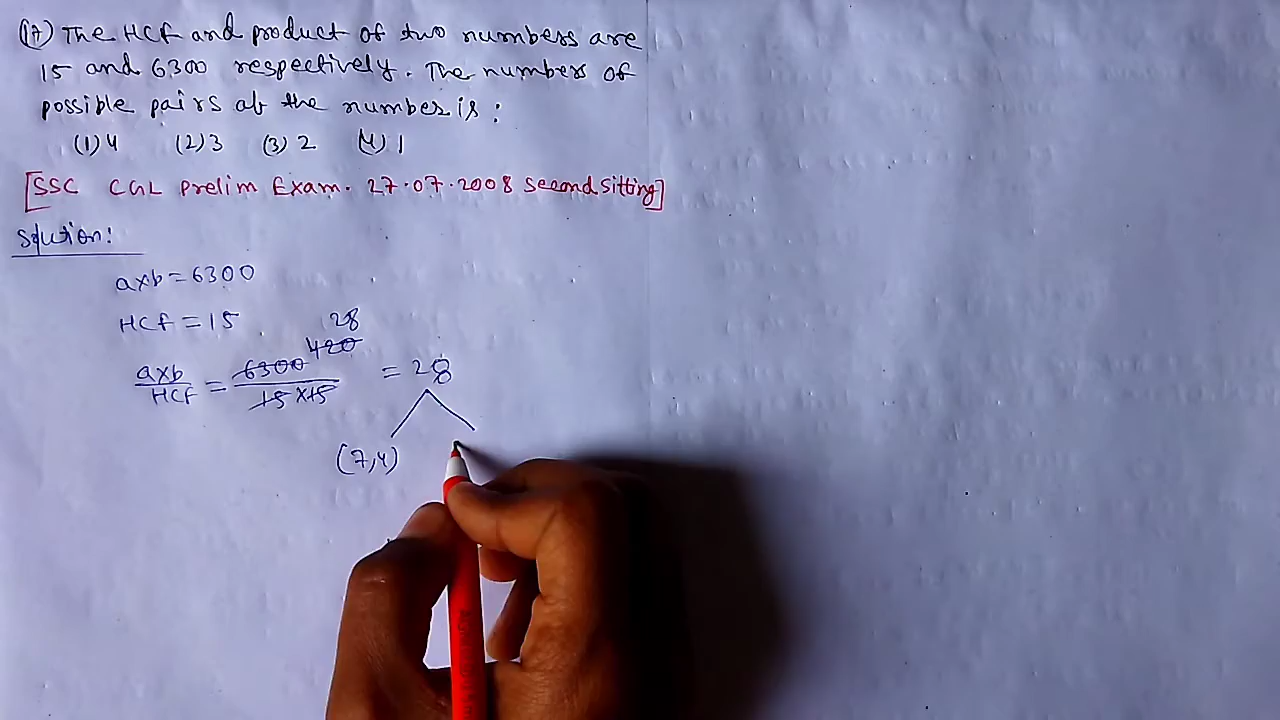 (17) The HCF and product of two numbers are
15 and 6300 respectively. The numbers of
possible pairs of the number is:
(1) 4 (2) 3 (3) 2 (4) 1
[SSC CGL Prelim Exam. 27.07.2008 Second Sitting]
Solution:
a×b = 6300
HCF = 15
28
420
a×b/HCF = 6300/15×15 = 28
(7,4)